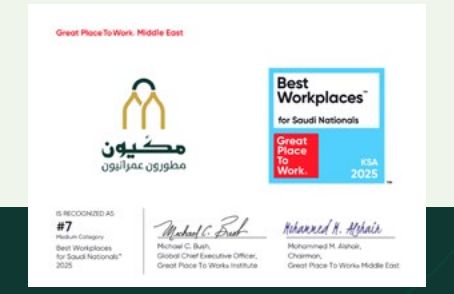 Great Place To Work. Middle East
مكيون
مطورون عمرانيون
Best
Workplaces™
for Saudi Nationals
Great
Place
To
Work.
KSA
2025
IS RECOGNIZED AS
#7
Medium Category
Best Workplaces
for Saudi Nationals™
2025
Michael C. Bush
Michael C. Bush,
Global Chief Executive Officer,
Great Place To Work® Institute
Mohammed M. Alshair
Mohammed M. Alshair,
Chairman,
Great Place To Work® Middle East